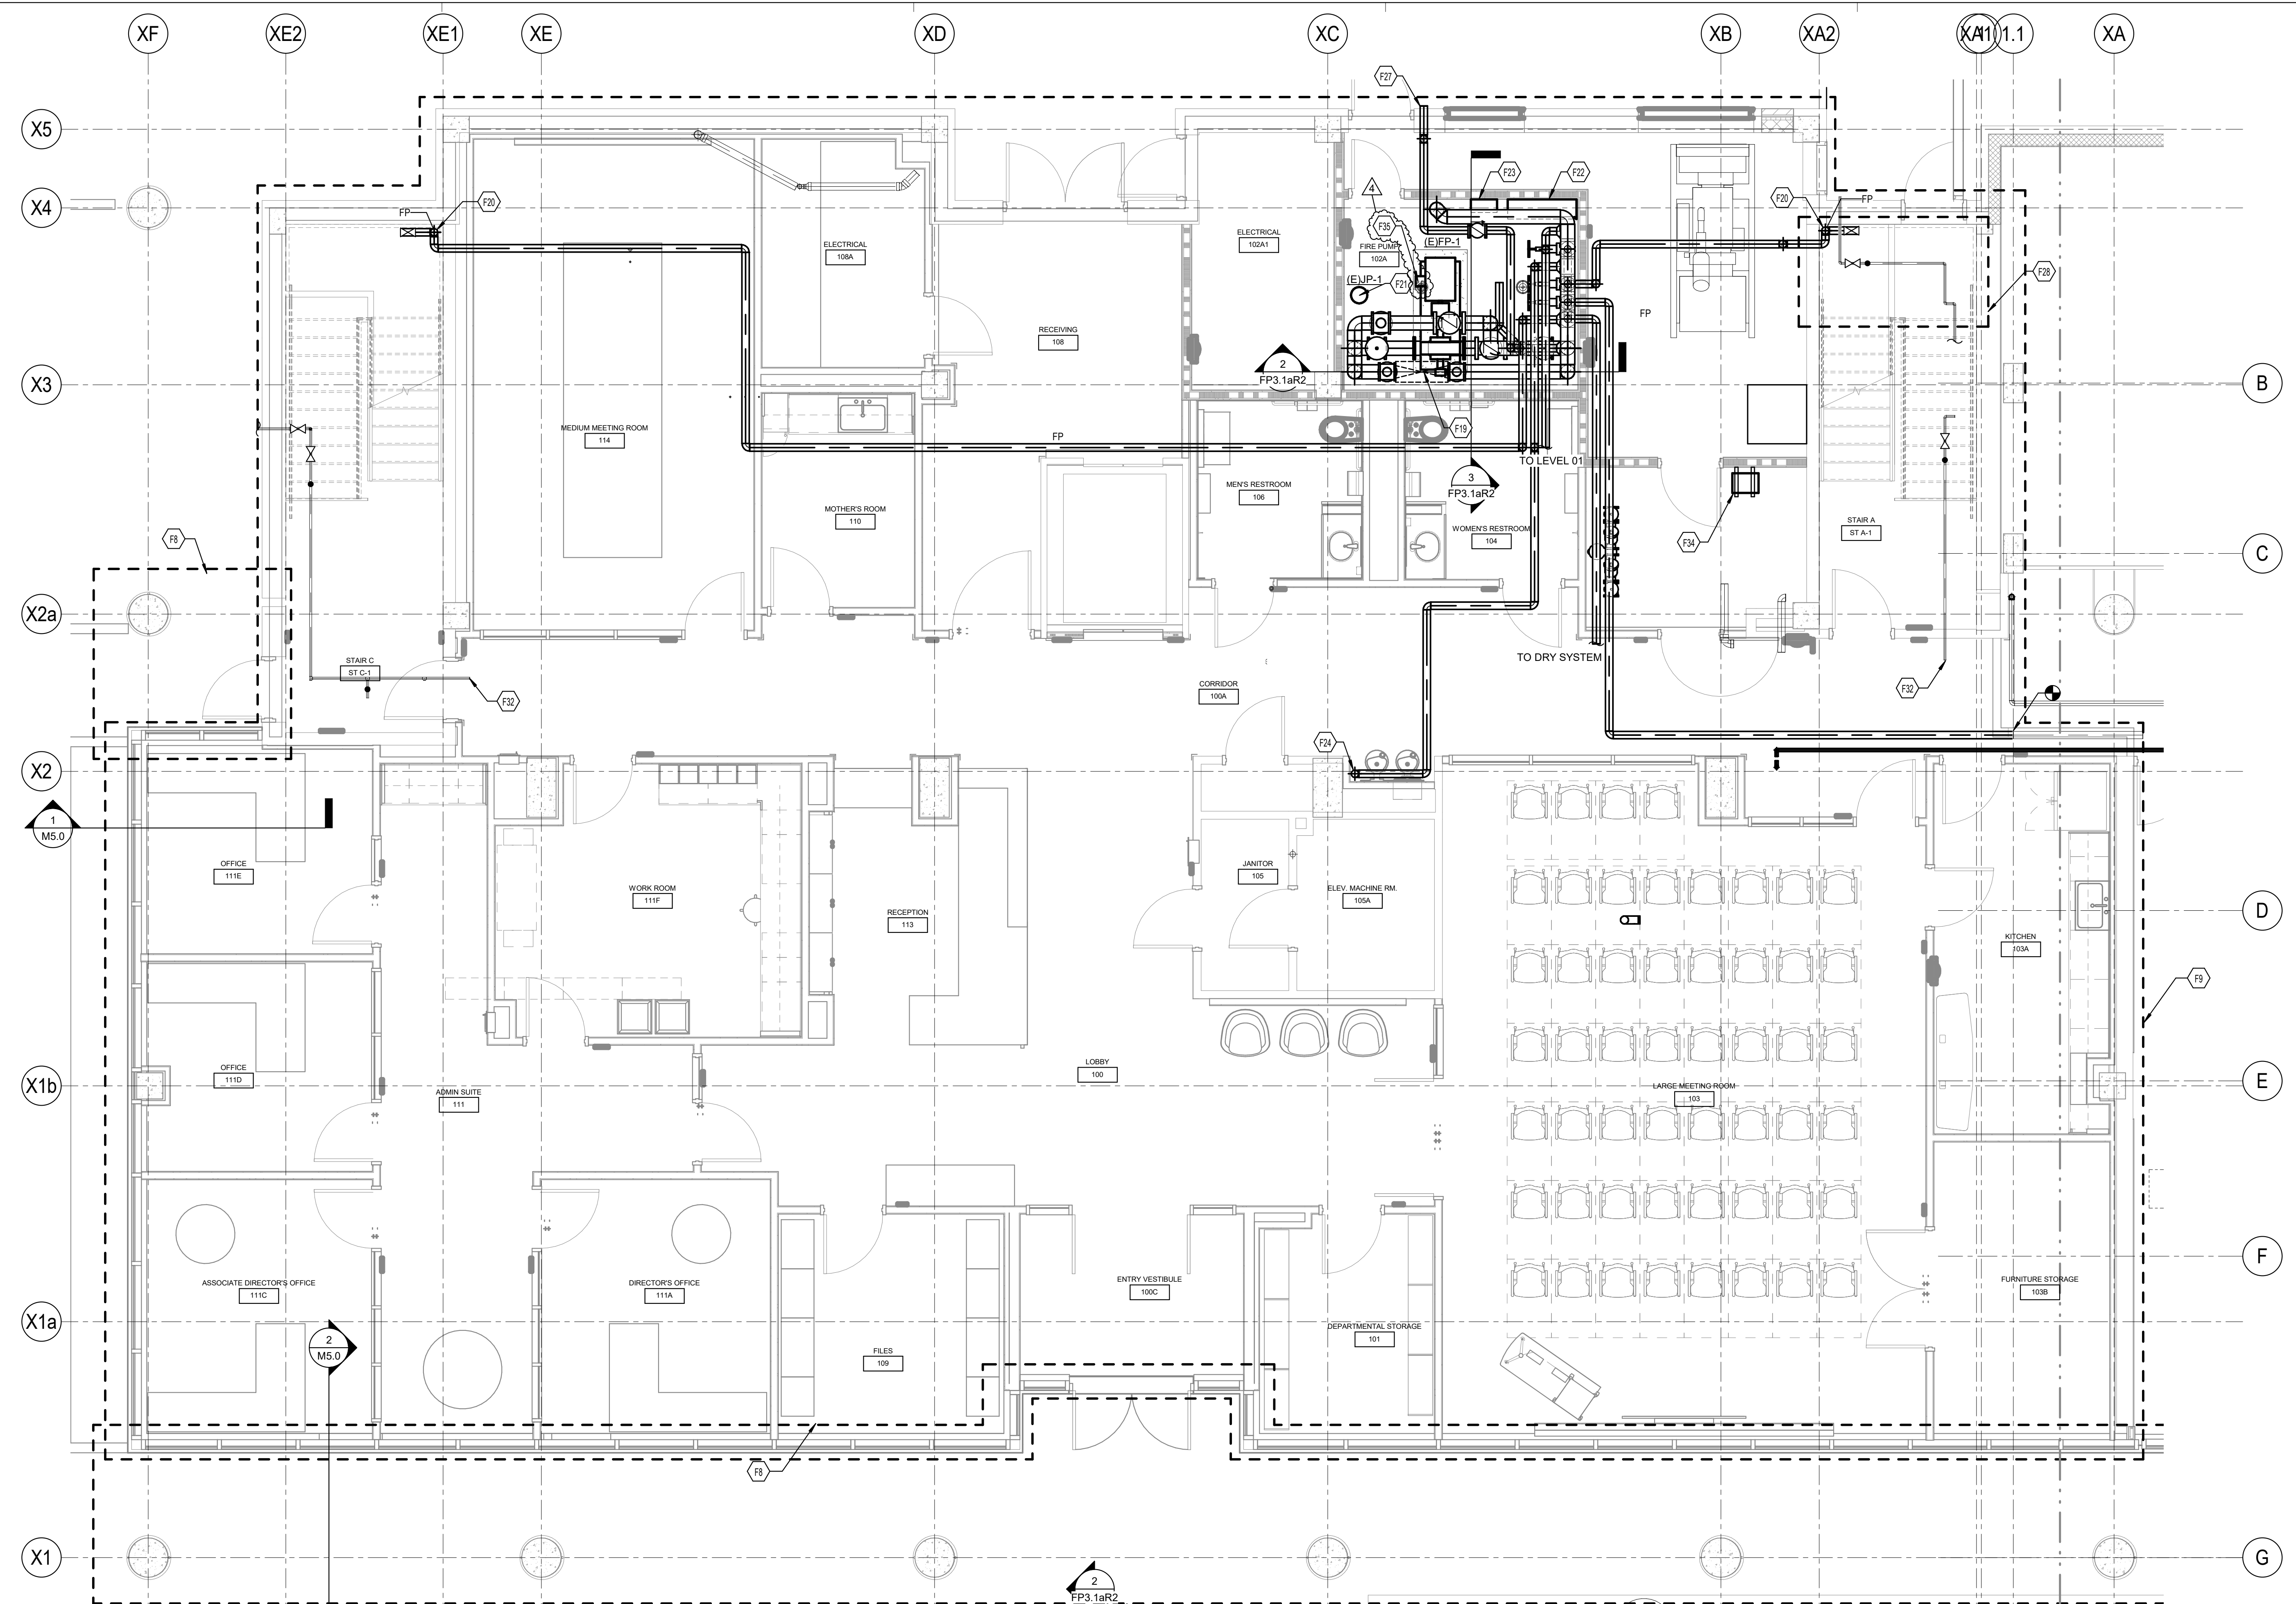 XF
XE2
XE1
XE
XD
XC
XB
XA2
1.1
XA
F27
X5
F23
F22
4
X4
FP
F20
F20
FP
F35
ELECTRICAL
108A
ELECTRICAL
102A1
FIRE PUMP
102A
(E)FP-1
(E)JP-1
F21
F28
FP
RECEIVING
108
2
FP3.1aR2
X3
B
MEDIUM MEETING ROOM
114
FP
F19
TO LEVEL 01
MEN'S RESTROOM
106
3
FP3.1aR2
MOTHER'S ROOM
110
WOMEN'S RESTROOM
104
STAIR A
ST A-1
F8
F34
C
X2a
STAIR C
ST C-1
TO DRY SYSTEM
F32
CORRIDOR
100A
F32
F24
X2
1
M5.0
OFFICE
111E
WORK ROOM
111F
JANITOR
105
ELEV. MACHINE RM.
105A
RECEPTION
113
D
KITCHEN
103A
F9
OFFICE
111D
LOBBY
100
X1b
E
ADMIN SUITE
111
LARGE MEETING ROOM
103
F
ASSOCIATE DIRECTOR'S OFFICE
111C
DIRECTOR'S OFFICE
111A
ENTRY VESTIBULE
100C
FURNITURE STORAGE
103B
X1a
2
M5.0
FILES
109
DEPARTMENTAL STORAGE
101
F8
X1
G
2
FP3.1aR2